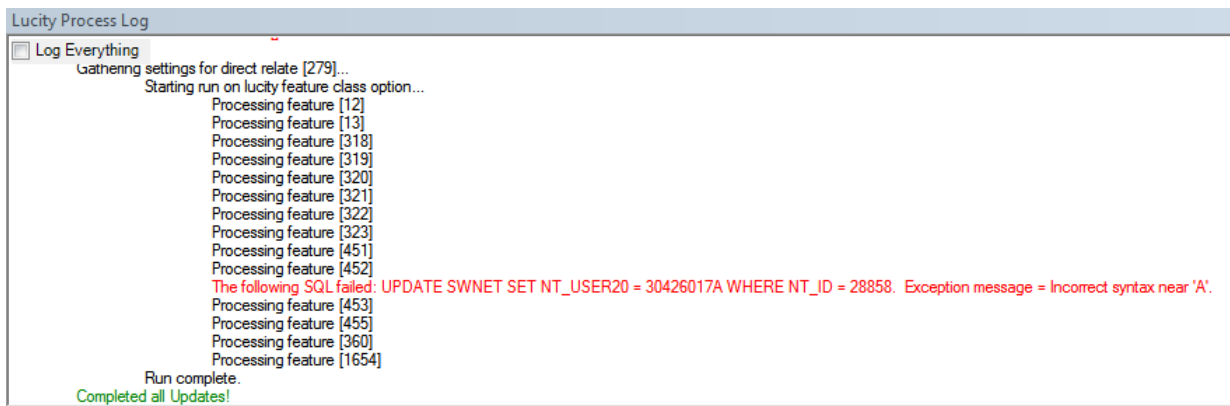 Lucity Process Log
Log Everything
Gathering settings for direct relate [279]...
Starting run on lucity feature class option...
Processing feature [12]
Processing feature [13]
Processing feature [318]
Processing feature [319]
Processing feature [320]
Processing feature [321]
Processing feature [322]
Processing feature [323]
Processing feature [451]
Processing feature [452]
The following SQL failed: UPDATE SWNET SET NT_USER20 = 30426017A WHERE NT_ID = 28858.  Exception message = Incorrect syntax near 'A'.
Processing feature [453]
Processing feature [455]
Processing feature [360]
Processing feature [1654]
Run complete.
Completed all Updates!